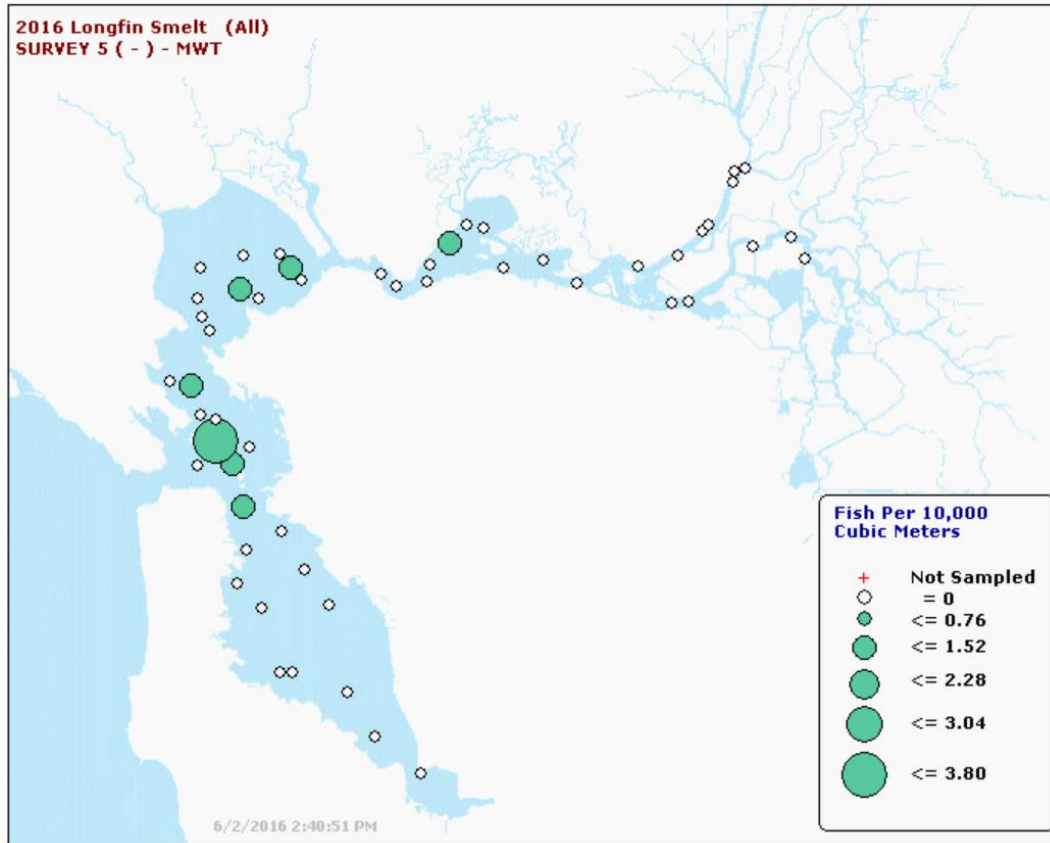 2016 Longfin Smelt (All)
SURVEY 5 ( - ) - MWT
Fish Per 10,000
Cubic Meters
Not Sampled
= 0
<= 0.76
<= 1.52
<= 2.28
<= 3.04
<= 3.80
6/2/2016 2:40:51 PM